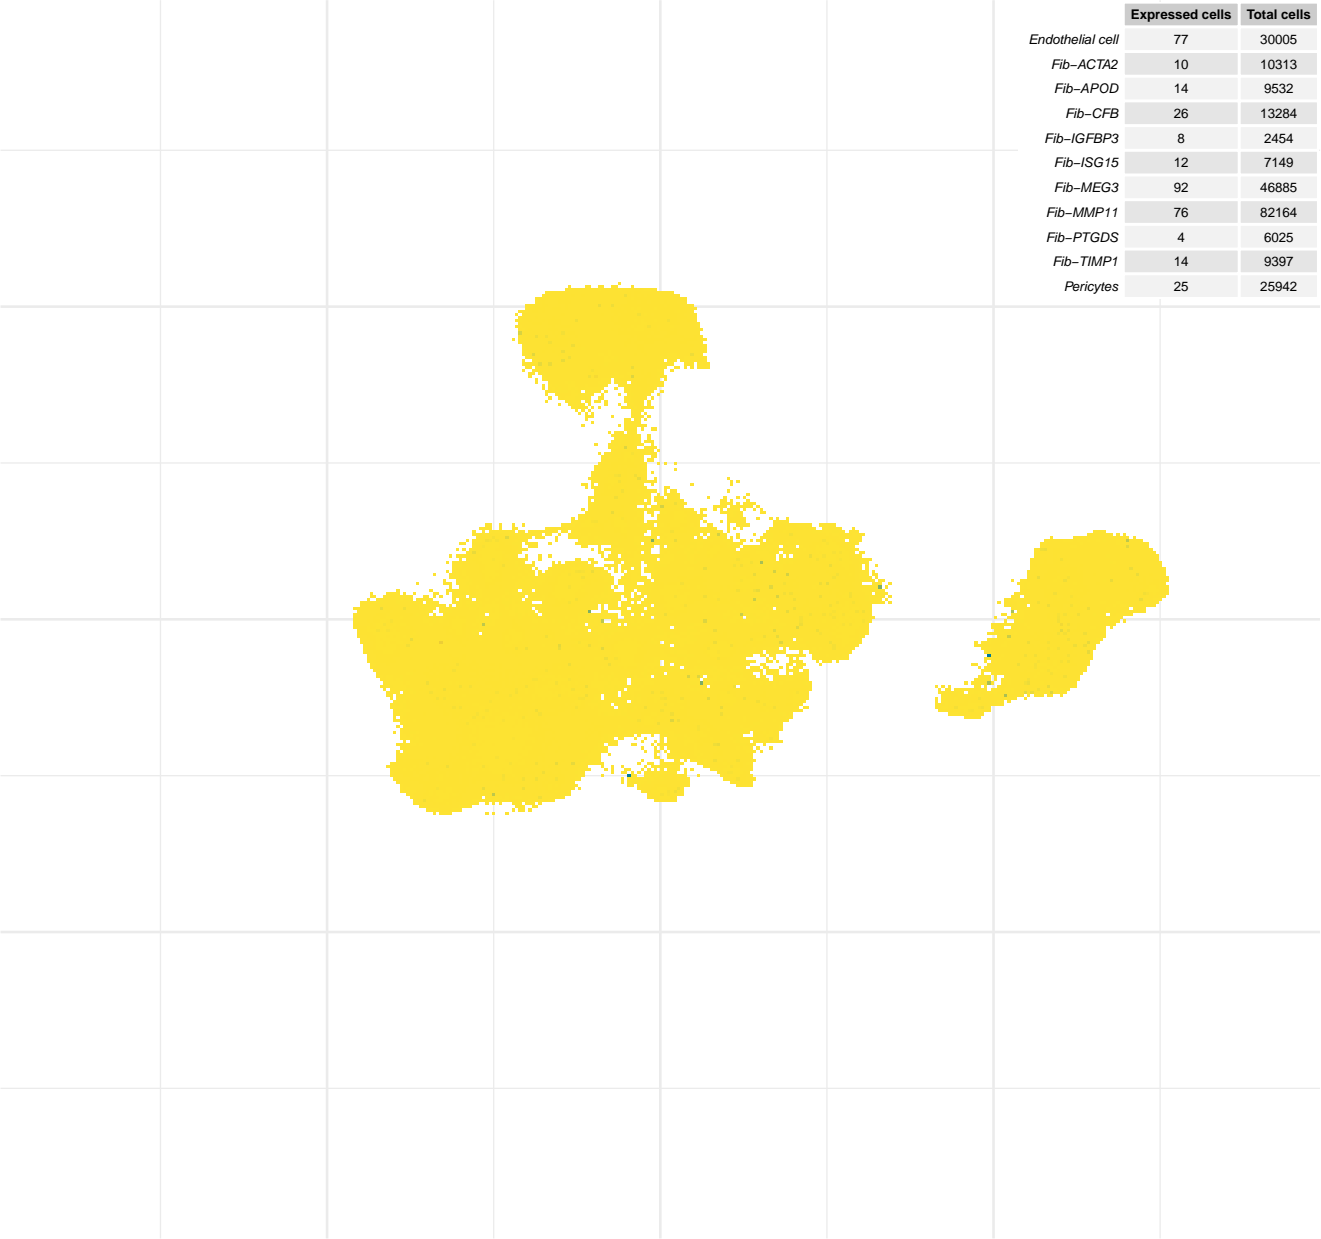 Expressed cells Total cells
Endothelial cell 77 30005
Fib−ACTA2 10 10313
Fib−APOD 14 9532
Fib−CFB 26 13284
Fib−IGFBP3 8 2454
Fib−ISG15 12 7149
Fib−MEG3 92 46885
Fib−MMP11 76 82164
Fib−PTGDS 4 6025
Fib−TIMP1 14 9397
Pericytes 25 25942